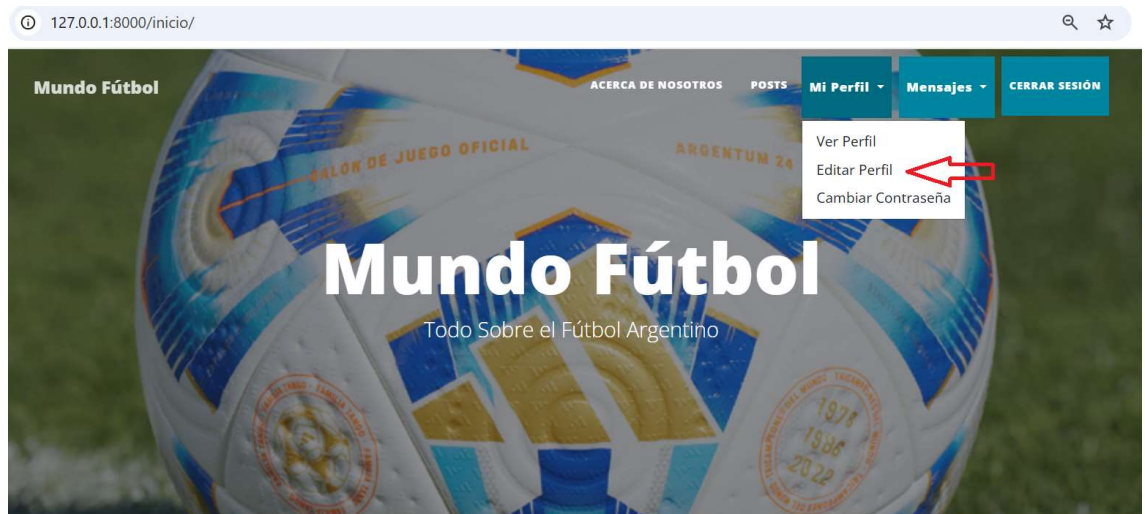 127.0.0.1:8000/inicio/
Mundo Fútbol
ACERCA DE NOSOTROS
POSTS
Mi Perfil
Mensajes
CERRAR SESIÓN
Ver Perfil
Editar Perfil
Cambiar Contraseña
BALÓN DE JUEGO OFICIAL
ARGENTUM 24
Mundo Fútbol
Todo Sobre el Fútbol Argentino
1978
1986
2022